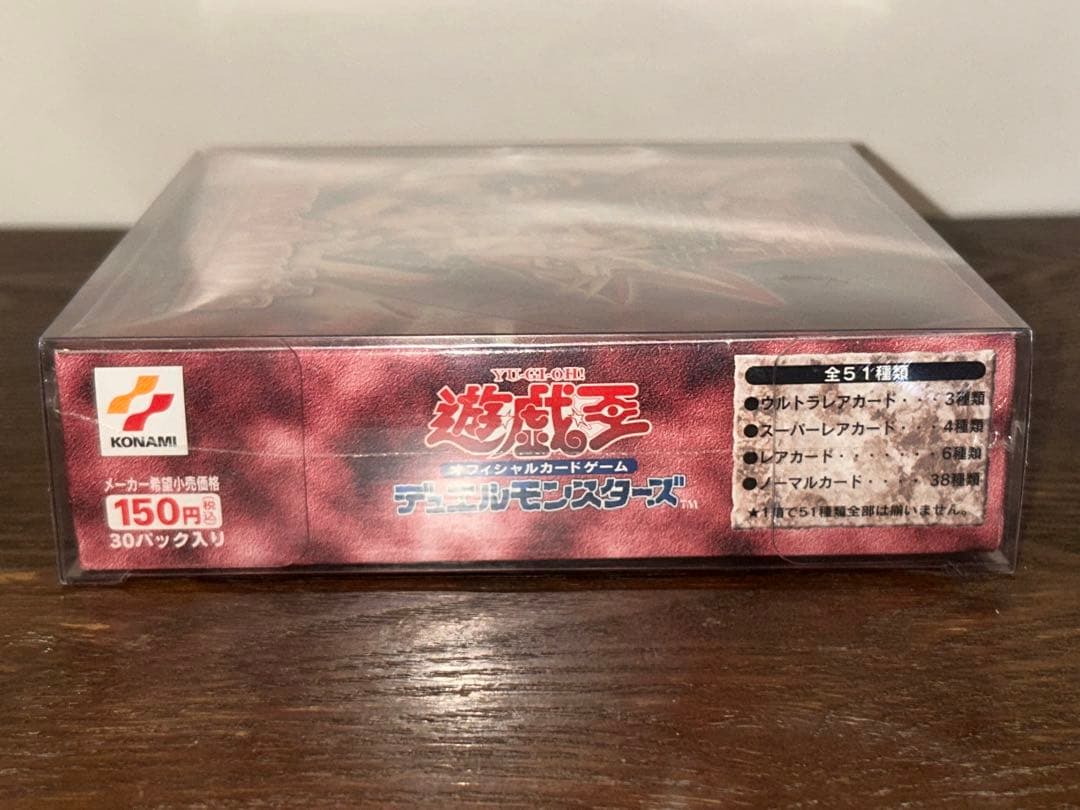 KONAMI
メーカー希望小売価格
150円税込
30パック入り
YU-GI-OH!
遊戯王
オフィシャルカードゲーム
デュエルモンスターズ™
全51種類
●ウルトラレアカード・・・3種類
●スーパーレアカード・・・4種類
●レアカード・・・・・・・6種類
●ノーマルカード・・・・38種類
★1箱で51種類全部は揃いません。